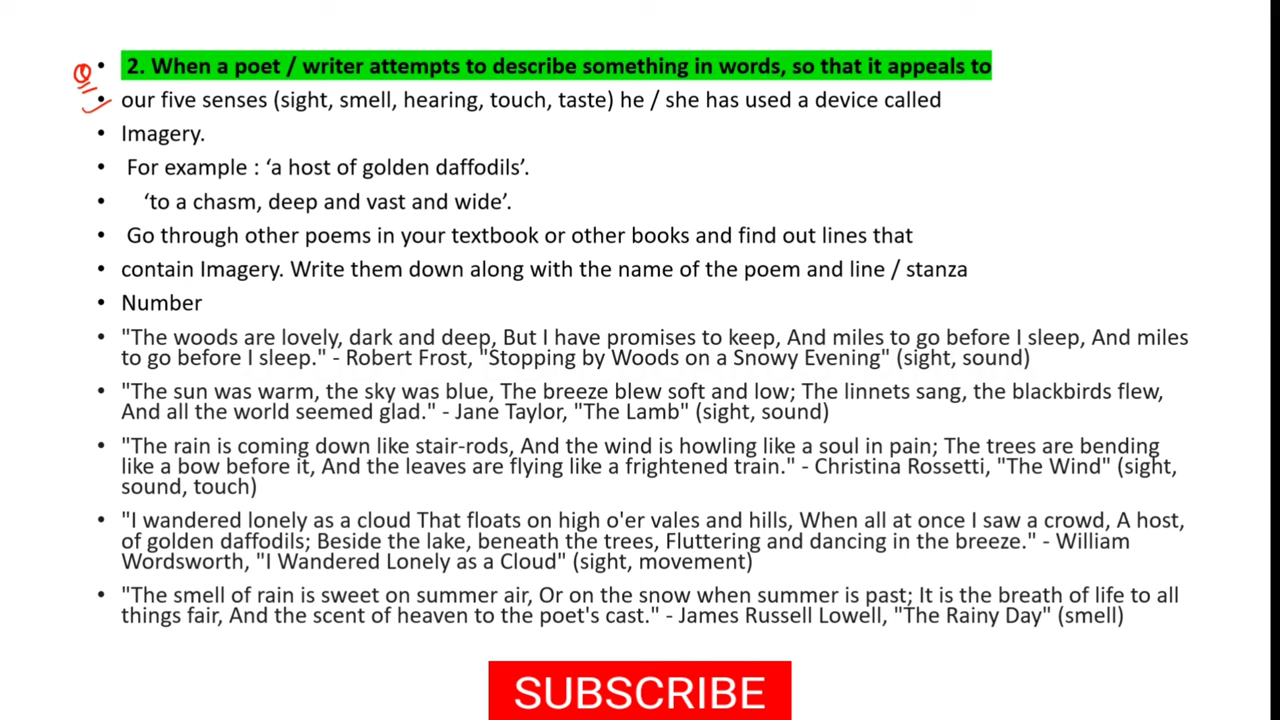 • 2. When a poet / writer attempts to describe something in words, so that it appeals to
• our five senses (sight, smell, hearing, touch, taste) he / she has used a device called
• Imagery.
• For example : ‘a host of golden daffodils’.
• ‘to a chasm, deep and vast and wide’.
• Go through other poems in your textbook or other books and find out lines that
• contain Imagery. Write them down along with the name of the poem and line / stanza
• Number
• "The woods are lovely, dark and deep, But I have promises to keep, And miles to go before I sleep, And miles
to go before I sleep." - Robert Frost, "Stopping by Woods on a Snowy Evening" (sight, sound)
• "The sun was warm, the sky was blue, The breeze blew soft and low; The linnets sang, the blackbirds flew,
And all the world seemed glad." - Jane Taylor, "The Lamb" (sight, sound)
• "The rain is coming down like stair-rods, And the wind is howling like a soul in pain; The trees are bending
like a bow before it, And the leaves are flying like a frightened train." - Christina Rossetti, "The Wind" (sight,
sound, touch)
• "I wandered lonely as a cloud That floats on high o'er vales and hills, When all at once I saw a crowd, A host,
of golden daffodils; Beside the lake, beneath the trees, Fluttering and dancing in the breeze." - William
Wordsworth, "I Wandered Lonely as a Cloud" (sight, movement)
• "The smell of rain is sweet on summer air, Or on the snow when summer is past; It is the breath of life to all
things fair, And the scent of heaven to the poet's cast." - James Russell Lowell, "The Rainy Day" (smell)
SUBSCRIBE